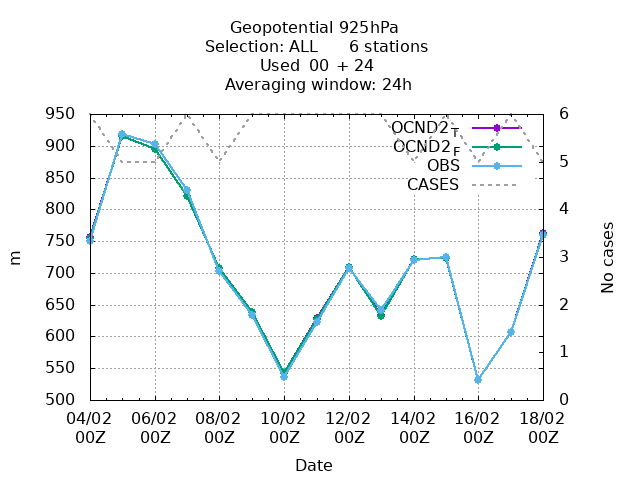 Geopotential 925hPa
Selection: ALL 6 stations
Used 00 + 24
Averaging window: 24h
OCND2T
OCND2F
OBS
CASES
950
900
850
800
750
700
650
600
550
500
m
6
5
4
3
2
1
0
No cases
04/02 06/02 08/02 10/02 12/02 14/02 16/02 18/02
00Z 00Z 00Z 00Z 00Z 00Z 00Z 00Z
Date